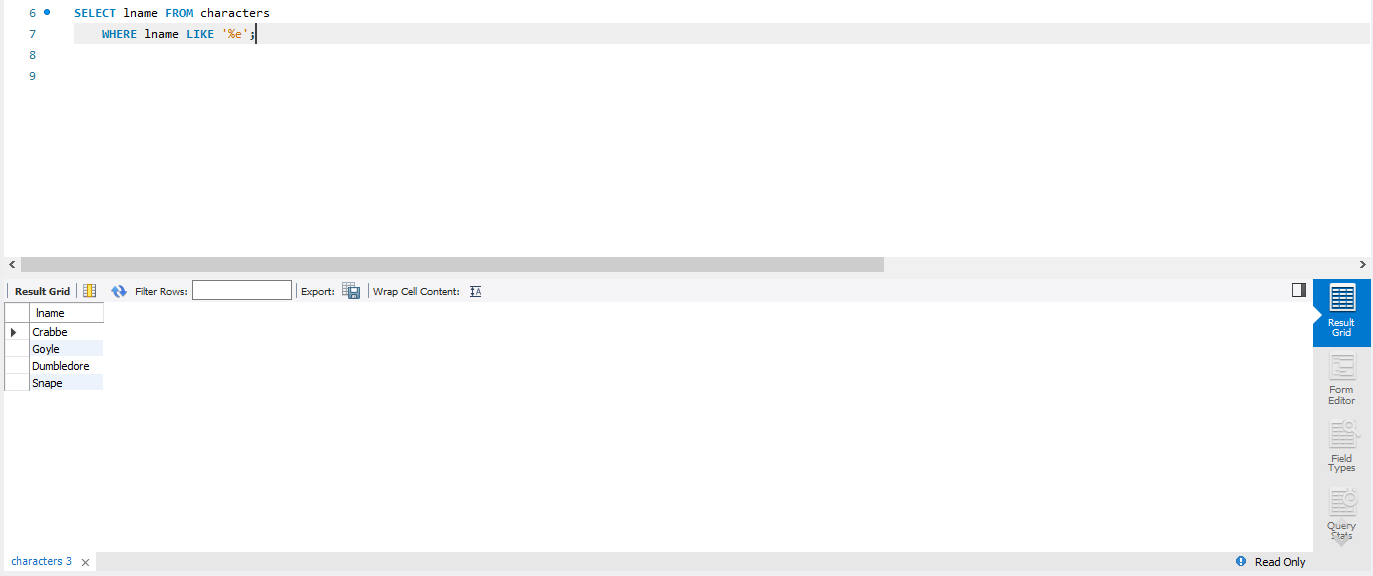 6 SELECT lname FROM characters
7 WHERE lname LIKE '%e';
8
9
Result Grid Filter Rows: Export: Wrap Cell Content:
lname
Crabbe
Goyle
Dumbledore
Snape
Result
Grid
Form
Editor
Field
Types
Query
Stats
characters 3 Read Only